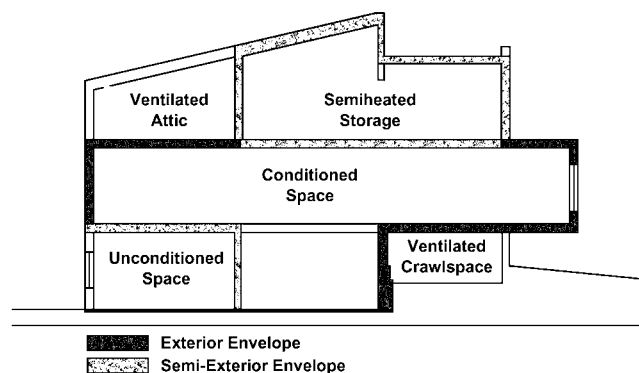 Ventilated
Attic
Semiheated
Storage
Conditioned
Space
Unconditioned
Space
Ventilated
Crawlspace
Exterior Envelope
Semi-Exterior Envelope